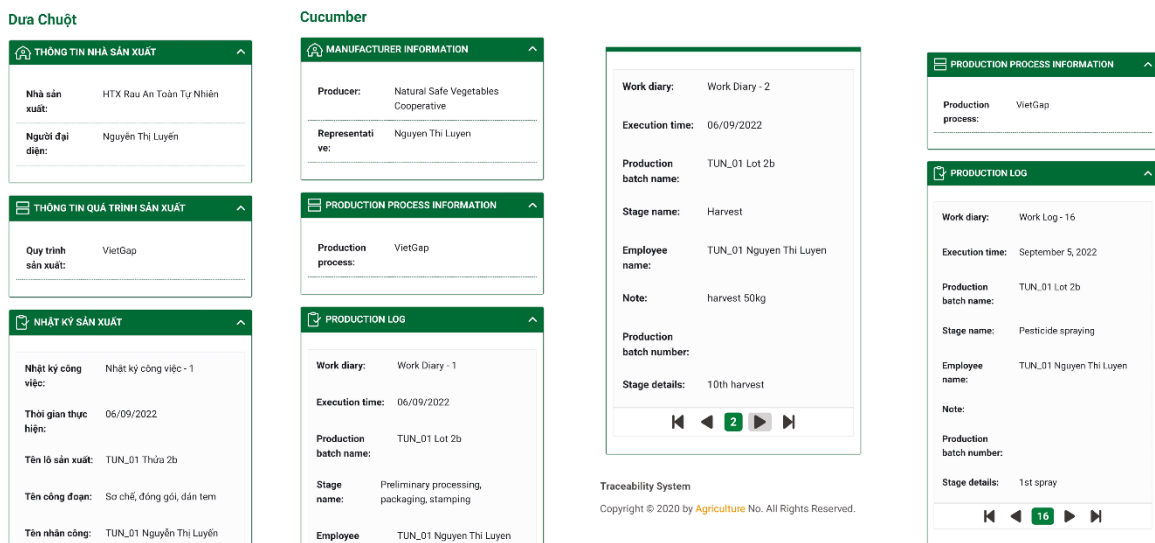 Dưa Chuột
THÔNG TIN NHÀ SẢN XUẤT
Nhà sản
xuất:
HTX Rau An Toàn Tự Nhiên
Người đại
diện:
Nguyễn Thị Luyến
THÔNG TIN QUÁ TRÌNH SẢN XUẤT
Quy trình
sản xuất:
VietGap
NHẬT KÝ SẢN XUẤT
Nhật ký công
việc:
Nhật ký công việc - 1
Thời gian thực
hiện:
06/09/2022
Tên lô sản xuất:
TUN_01 Thửa 2b
Tên công đoạn:
Sơ chế, đóng gói, dán tem
Tên nhân công:
TUN_01 Nguyễn Thị Luyến
Cucumber
MANUFACTURER INFORMATION
Producer:
Natural Safe Vegetables
Cooperative
Representati
ve:
Nguyen Thi Luyen
PRODUCTION PROCESS INFORMATION
Production
process:
VietGap
PRODUCTION LOG
Work diary:
Work Diary - 1
Execution time:
06/09/2022
Production
batch name:
TUN_01 Lot 2b
Stage
name:
Preliminary processing,
packaging, stamping
Employee
TUN_01 Nguyen Thi Luyen
Work diary:
Work Diary - 2
Execution time:
06/09/2022
Production
batch name:
TUN_01 Lot 2b
Stage name:
Harvest
Employee
name:
TUN_01 Nguyen Thi Luyen
Note:
harvest 50kg
Production
batch number:
Stage details:
10th harvest
2
Traceability System
Copyright © 2020 by Agriculture No. All Rights Reserved.
PRODUCTION PROCESS INFORMATION
Production
process:
VietGap
PRODUCTION LOG
Work diary:
Work Log - 16
Execution time:
September 5, 2022
Production
batch name:
TUN_01 Lot 2b
Stage name:
Pesticide spraying
Employee
name:
TUN_01 Nguyen Thi Luyen
Note:
Production
batch number:
Stage details:
1st spray
16